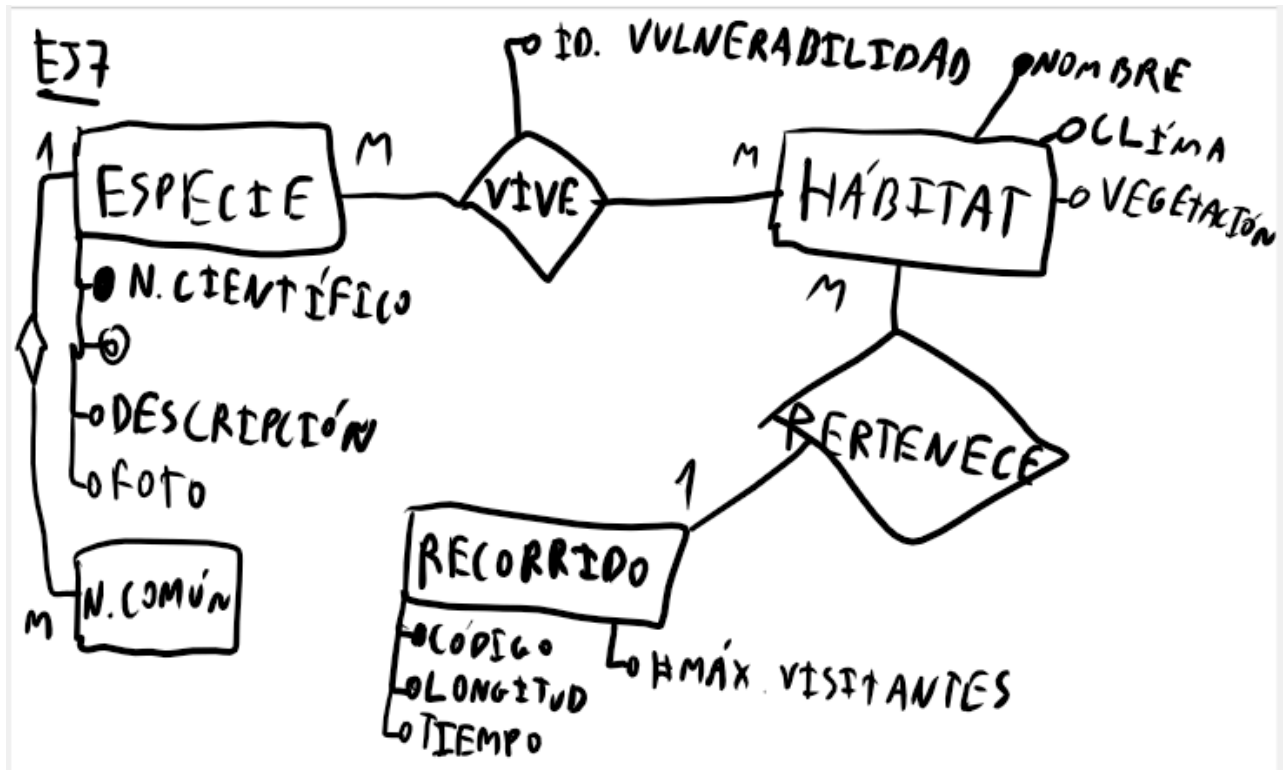 EJ7
ID. VULNERABILIDAD
NOMBRE
CLÍMA
VEGETACIÓN
1
ESPECIE
M
VIVE
M
HÁBITAT
N.CIENTÍFICO
M
DESCRIPCIÓN
FOTO
PERTENECE
1
RECORRIDO
N.COMÚN
M
CÓDIGO
#MÁX. VISITANTES
LONGITUD
TIEMPO